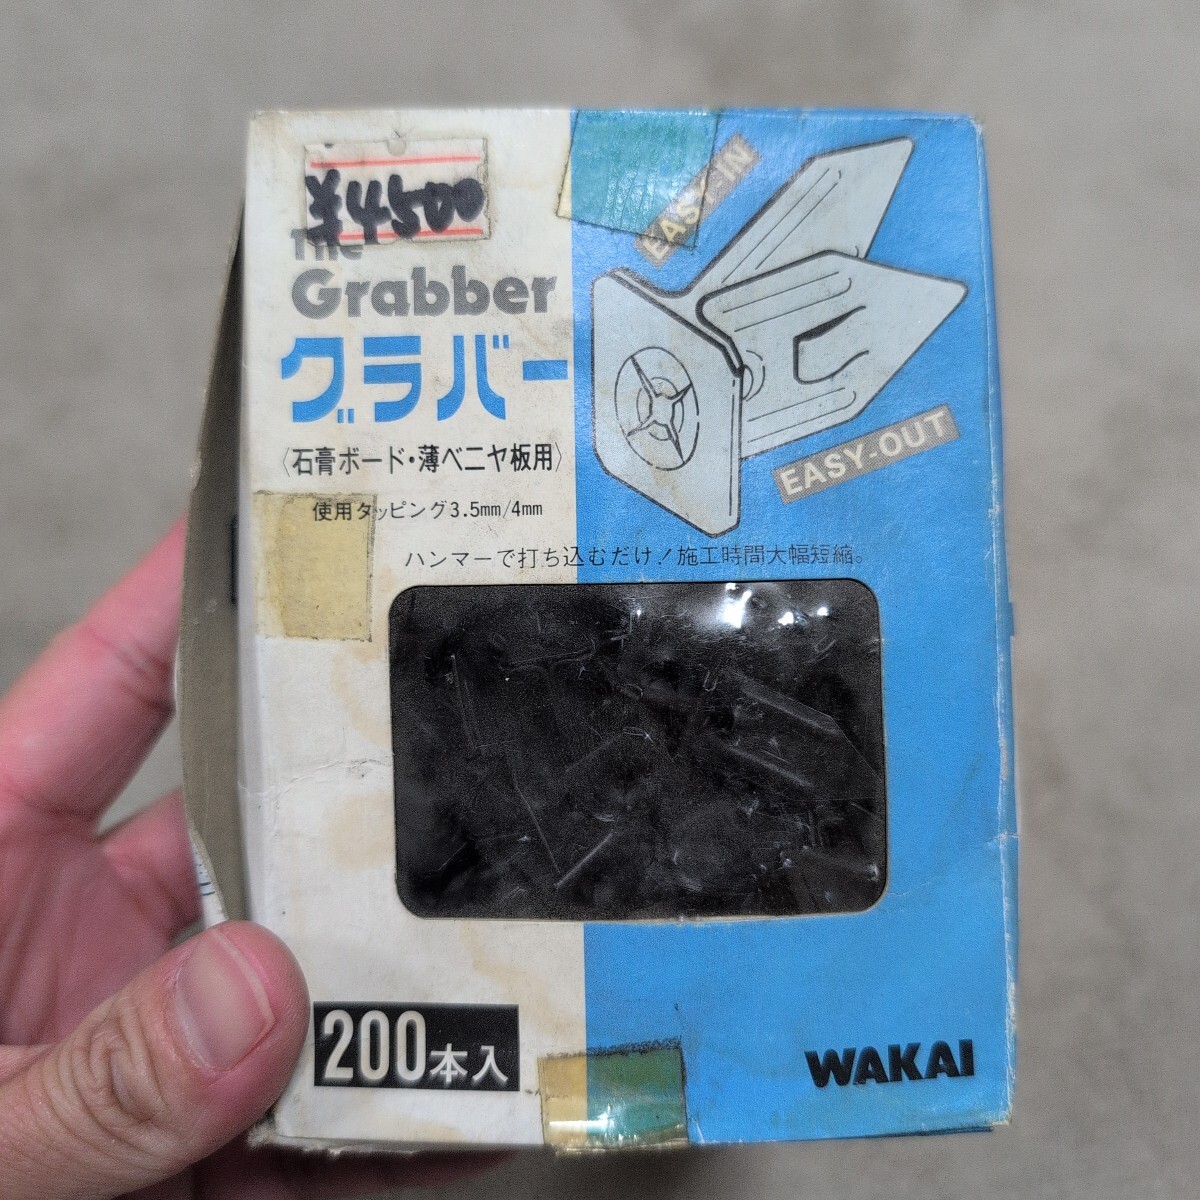 ¥4500
The
Grabber
グラバー
〈石膏ボード・薄ベニヤ板用〉
使用タッピング3.5mm/4mm
EASY-IN
EASY-OUT
ハンマーで打ち込むだけ!施工時間大幅短縮。
200本入
WAKAI